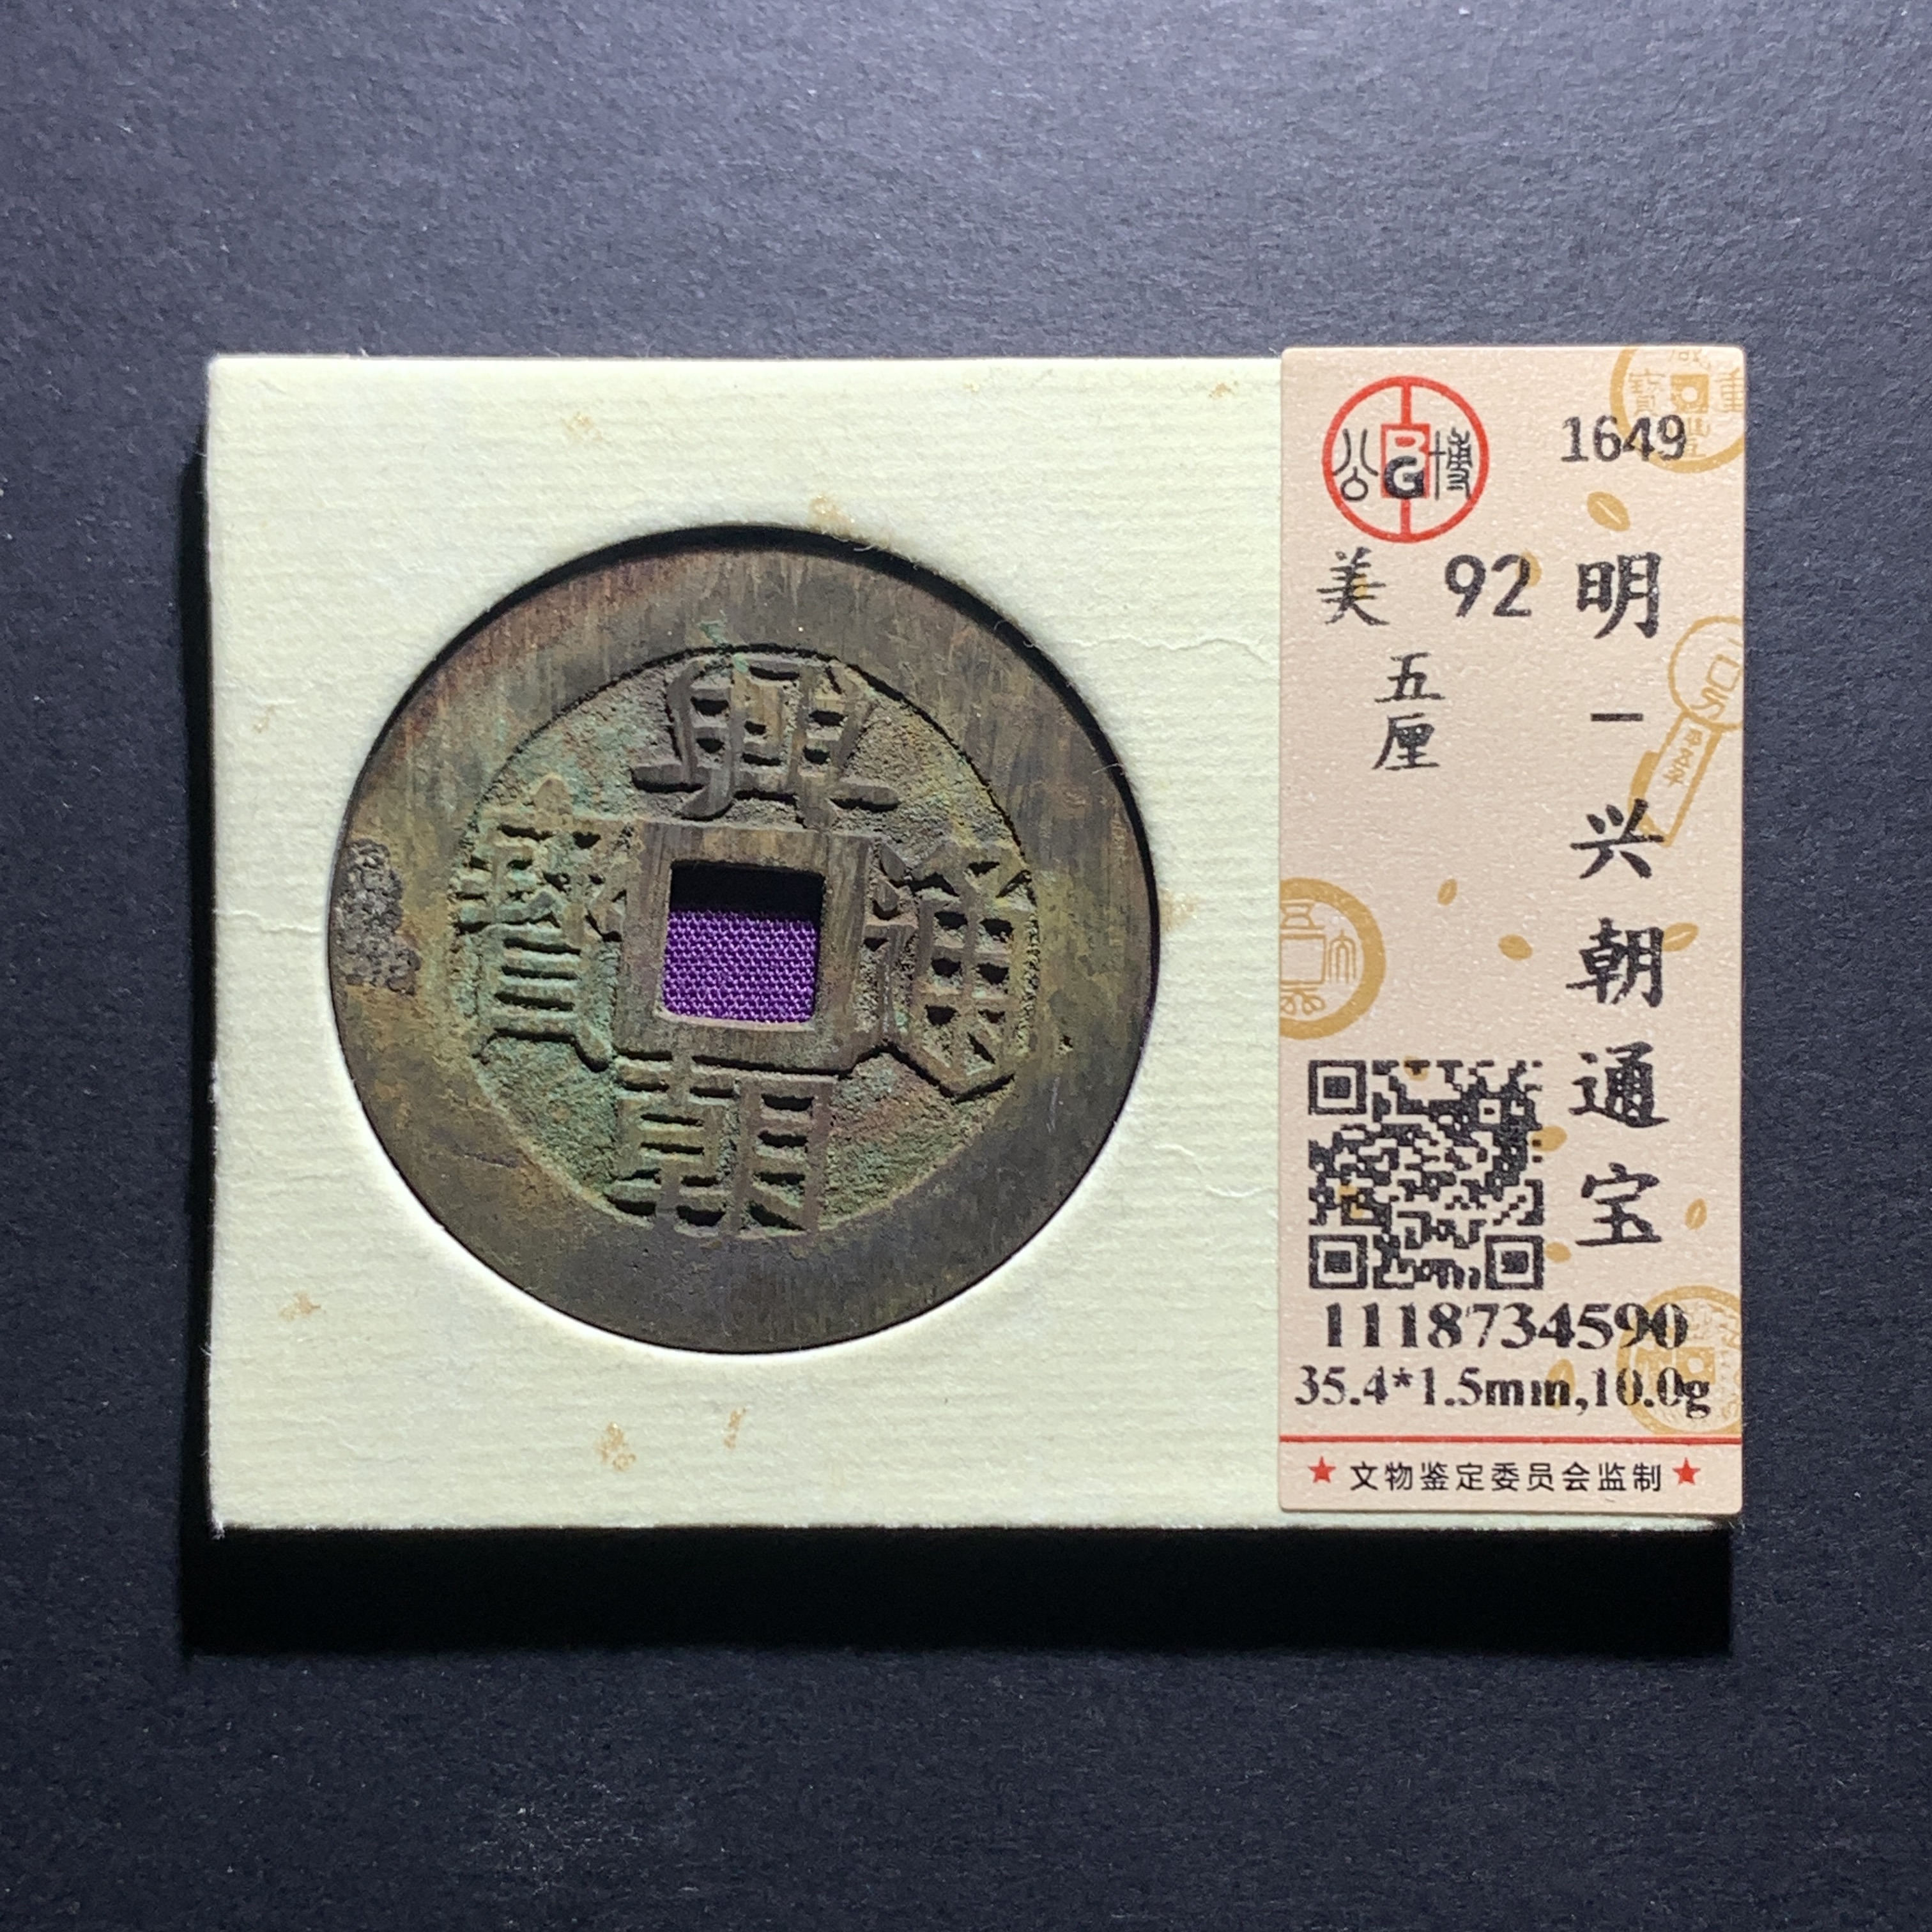 興朝通寶
公 BG 博
1649
美 92
五厘
明-兴朝通宝
1118734590
35.4*1.5mm,10.0g
★文物鉴定委员会监制★